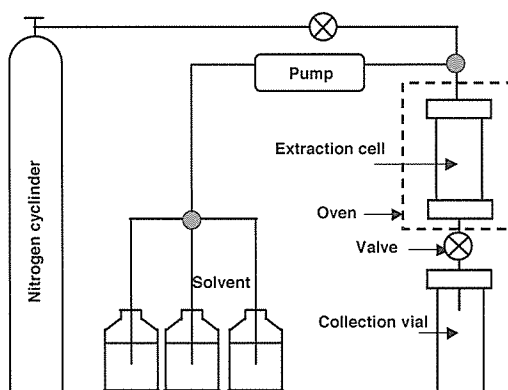 Pump
Extraction cell
Oven
Valve
Solvent
Collection vial
Nitrogen cyclinder